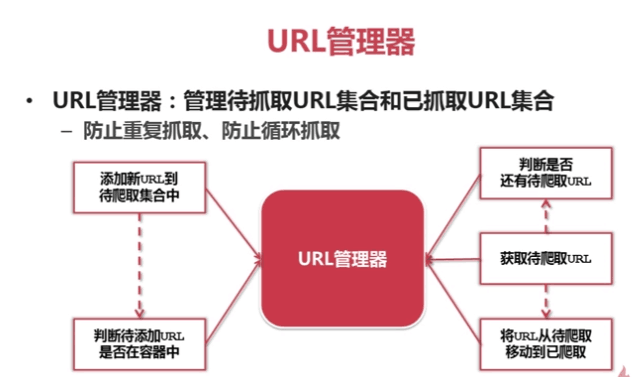 URL管理器
• URL管理器：管理待抓取URL集合和已抓取URL集合
– 防止重复抓取、防止循环抓取
添加新URL到
待爬取集合中
判断待添加URL
是否在容器中
URL管理器
判断是否
还有待爬取URL
获取待爬取URL
将URL从待爬取
移动到已爬取